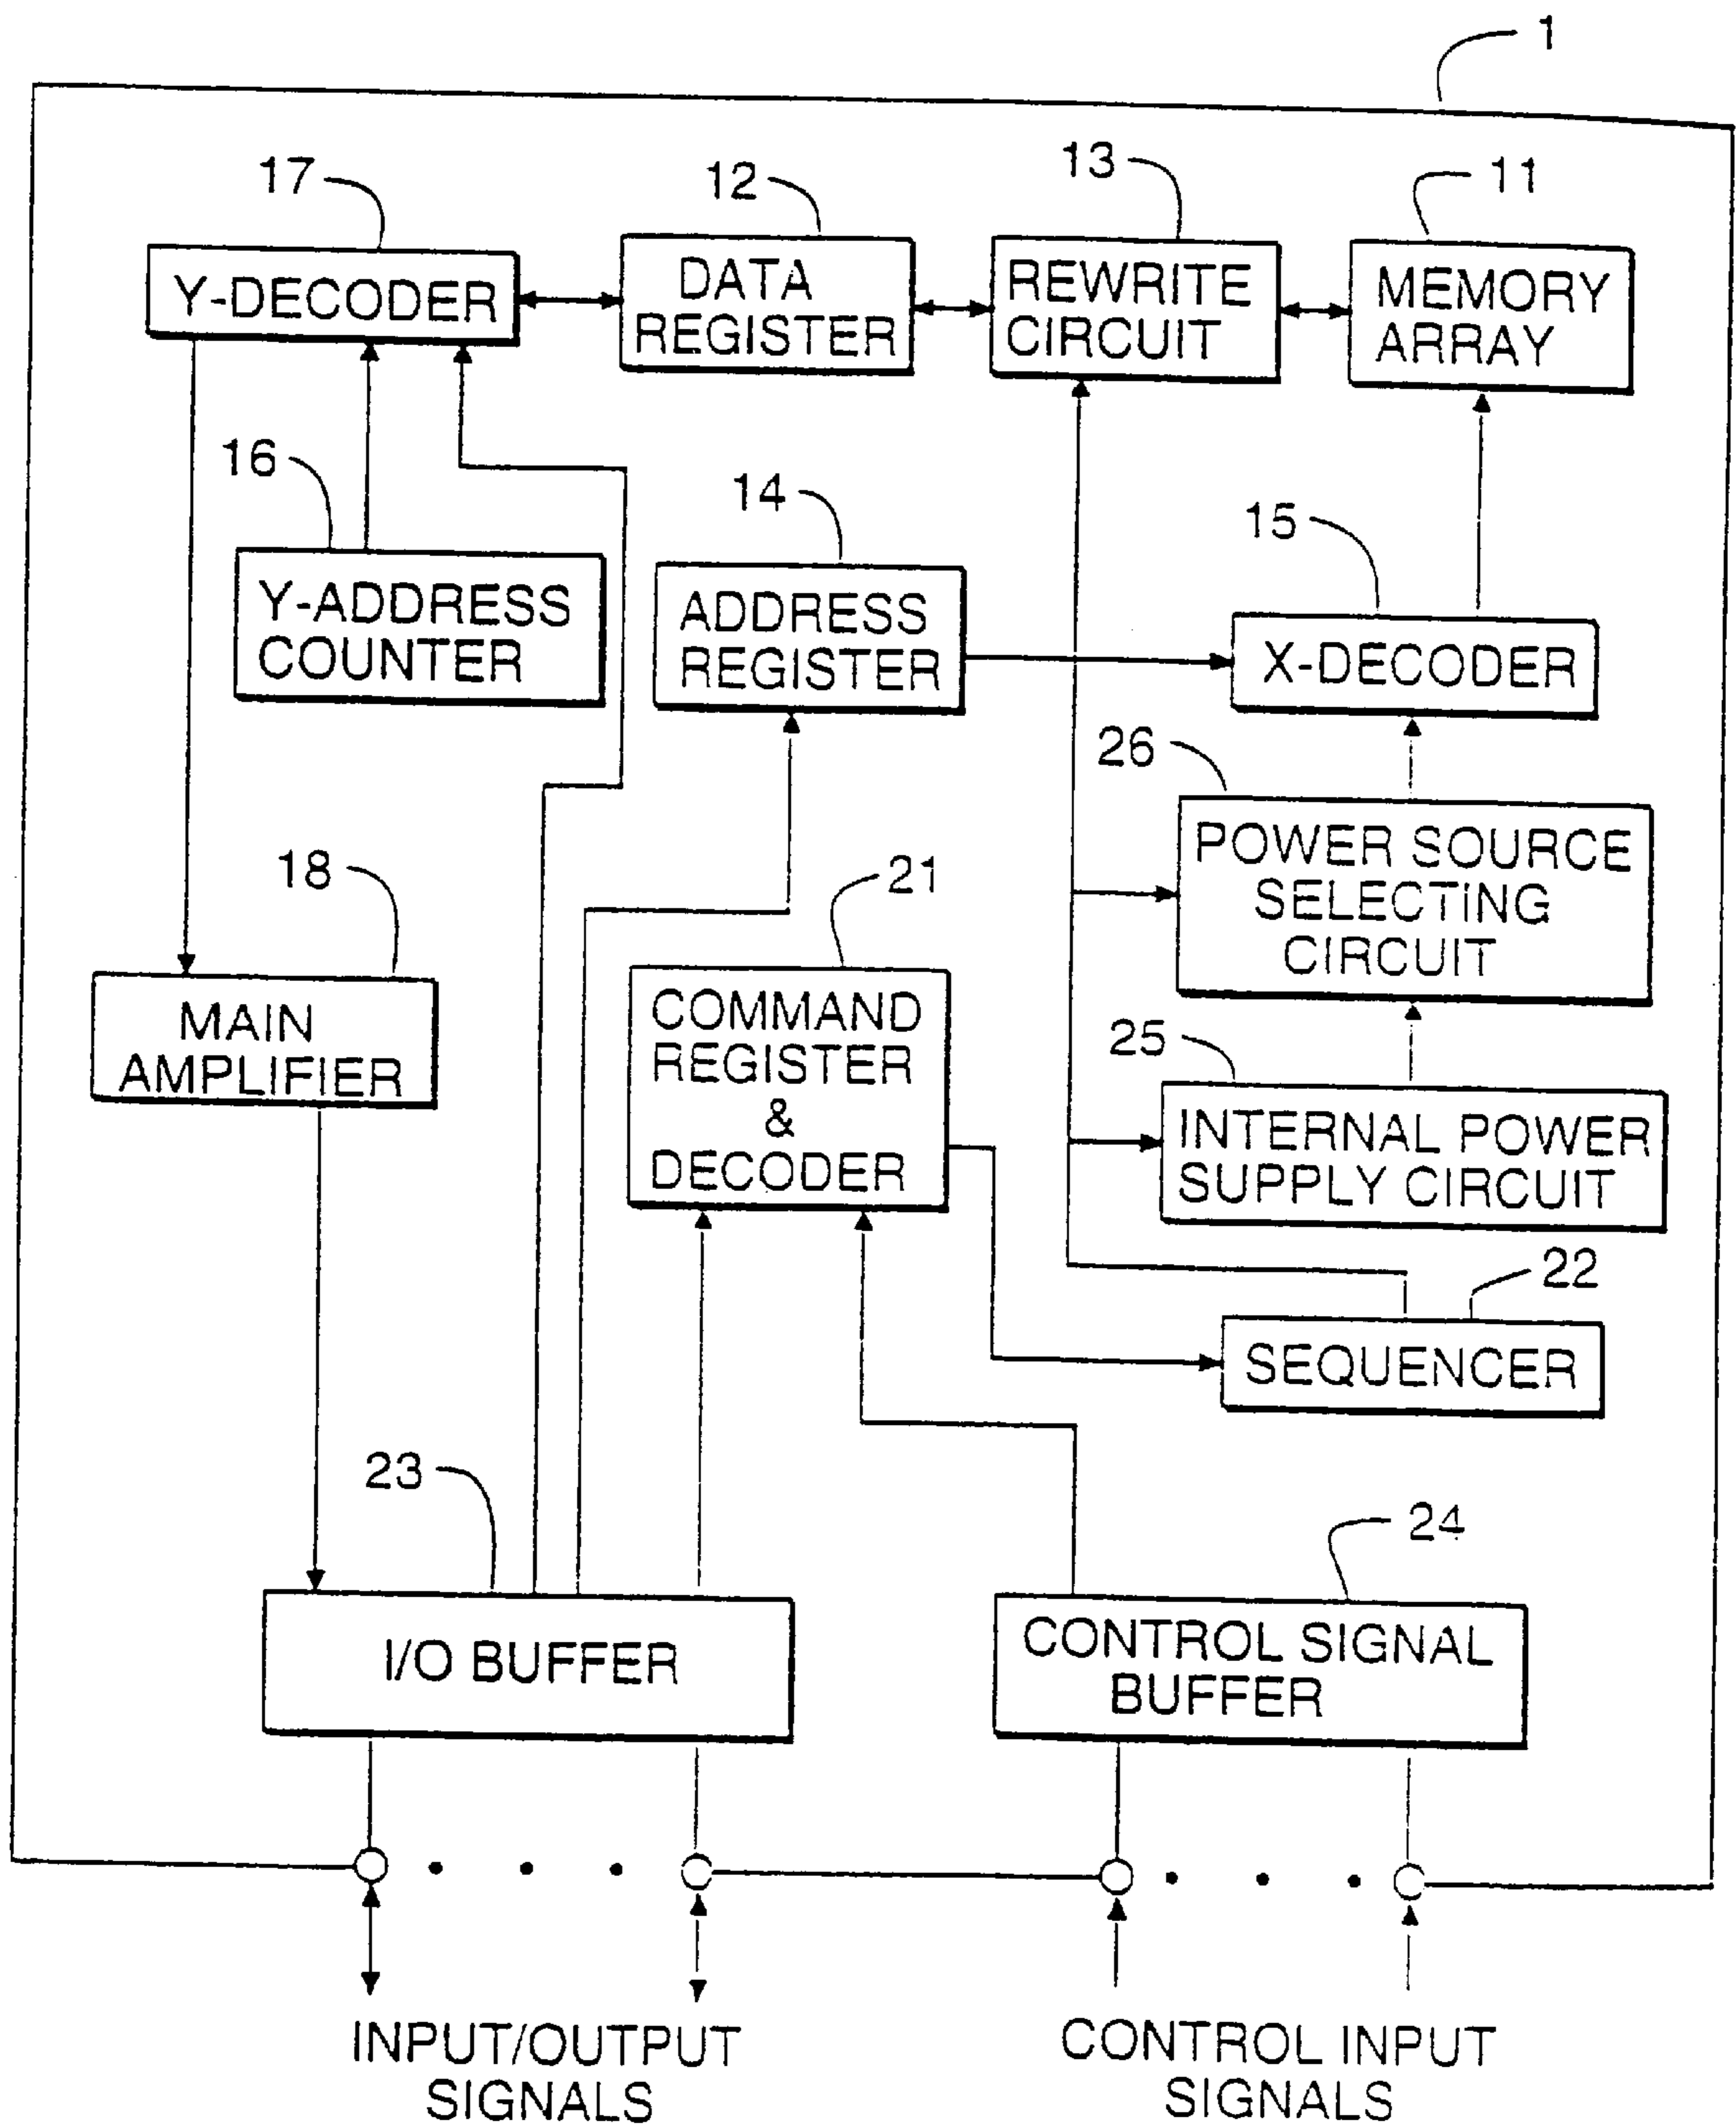 1
17
12
13
11
Y-DECODER
DATA
REGISTER
REWRITE
CIRCUIT
MEMORY
ARRAY
16
14
15
Y-ADDRESS
COUNTER
ADDRESS
REGISTER
X-DECODER
26
POWER SOURCE
SELECTING
CIRCUIT
18
21
MAIN
AMPLIFIER
COMMAND
REGISTER
&
DECODER
25
INTERNAL POWER
SUPPLY CIRCUIT
22
SEQUENCER
23
24
I/O BUFFER
CONTROL SIGNAL
BUFFER
INPUT/OUTPUT
SIGNALS
CONTROL INPUT
SIGNALS